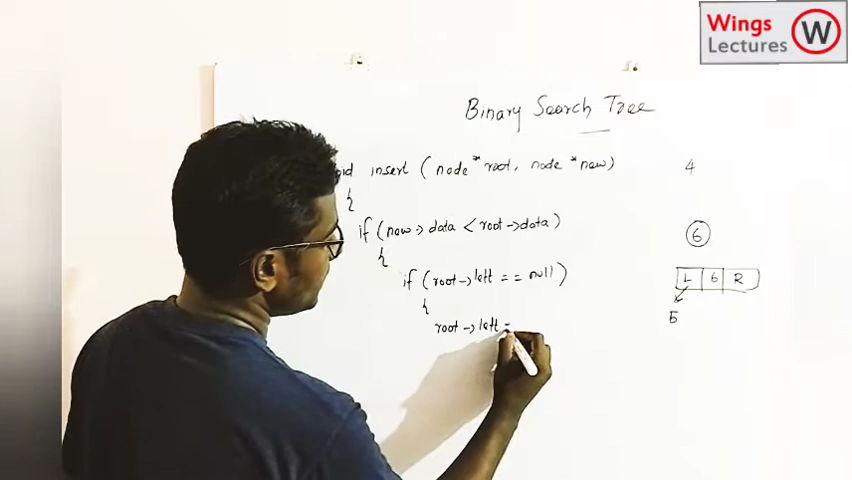 Wings
Lectures
W
Binary Search Tree
insert (node *root, node *new)
{
if (new->data < root->data)
{
if (root->left == null)
{
root->left =
4
6
L 6 R
5